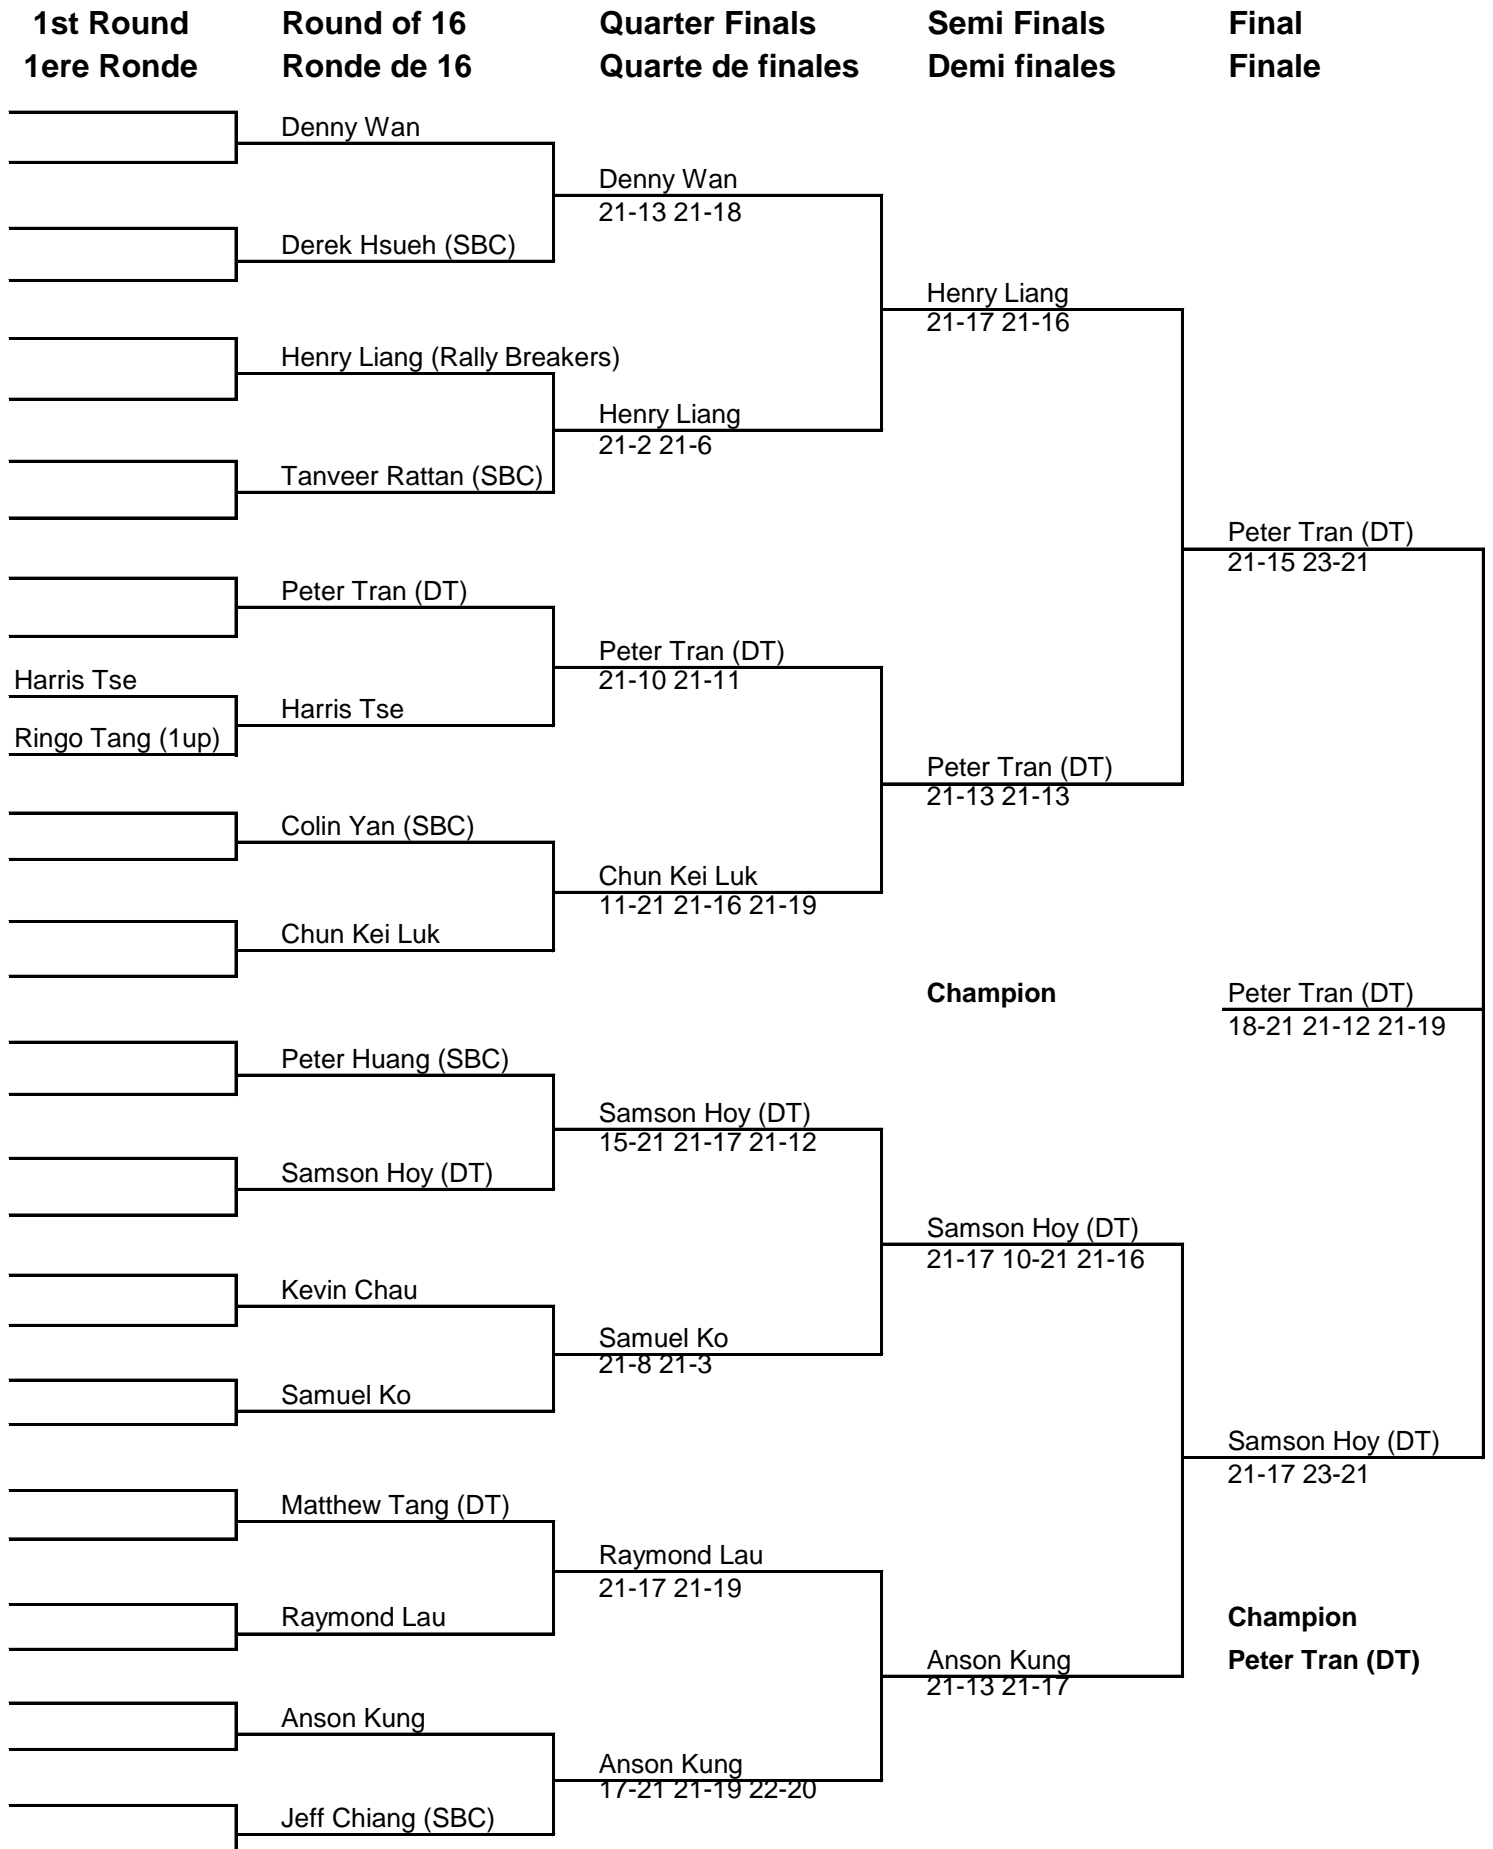 1st Round Round of 16 Quarter Finals Semi Finals Final
1ere Ronde Ronde de 16 Quarte de finales Demi finales Finale
Denny Wan
Denny Wan
21-13 21-18
Derek Hsueh (SBC)
Henry Liang
21-17 21-16
Henry Liang (Rally Breakers)
Henry Liang
21-2 21-6
Tanveer Rattan (SBC)
Peter Tran (DT)
21-15 23-21
Peter Tran (DT)
Peter Tran (DT)
21-10 21-11
Harris Tse
Harris Tse
Ringo Tang (1up)
Peter Tran (DT)
21-13 21-13
Colin Yan (SBC)
Chun Kei Luk
11-21 21-16 21-19
Chun Kei Luk
Champion Peter Tran (DT)
18-21 21-12 21-19
Peter Huang (SBC)
Samson Hoy (DT)
15-21 21-17 21-12
Samson Hoy (DT)
Samson Hoy (DT)
21-17 10-21 21-16
Kevin Chau
Samuel Ko
21-8 21-3
Samuel Ko
Samson Hoy (DT)
21-17 23-21
Matthew Tang (DT)
Raymond Lau
21-17 21-19
Raymond Lau Champion
Anson Kung Peter Tran (DT)
21-13 21-17
Anson Kung
Anson Kung
17-21 21-19 22-20
Jeff Chiang (SBC)